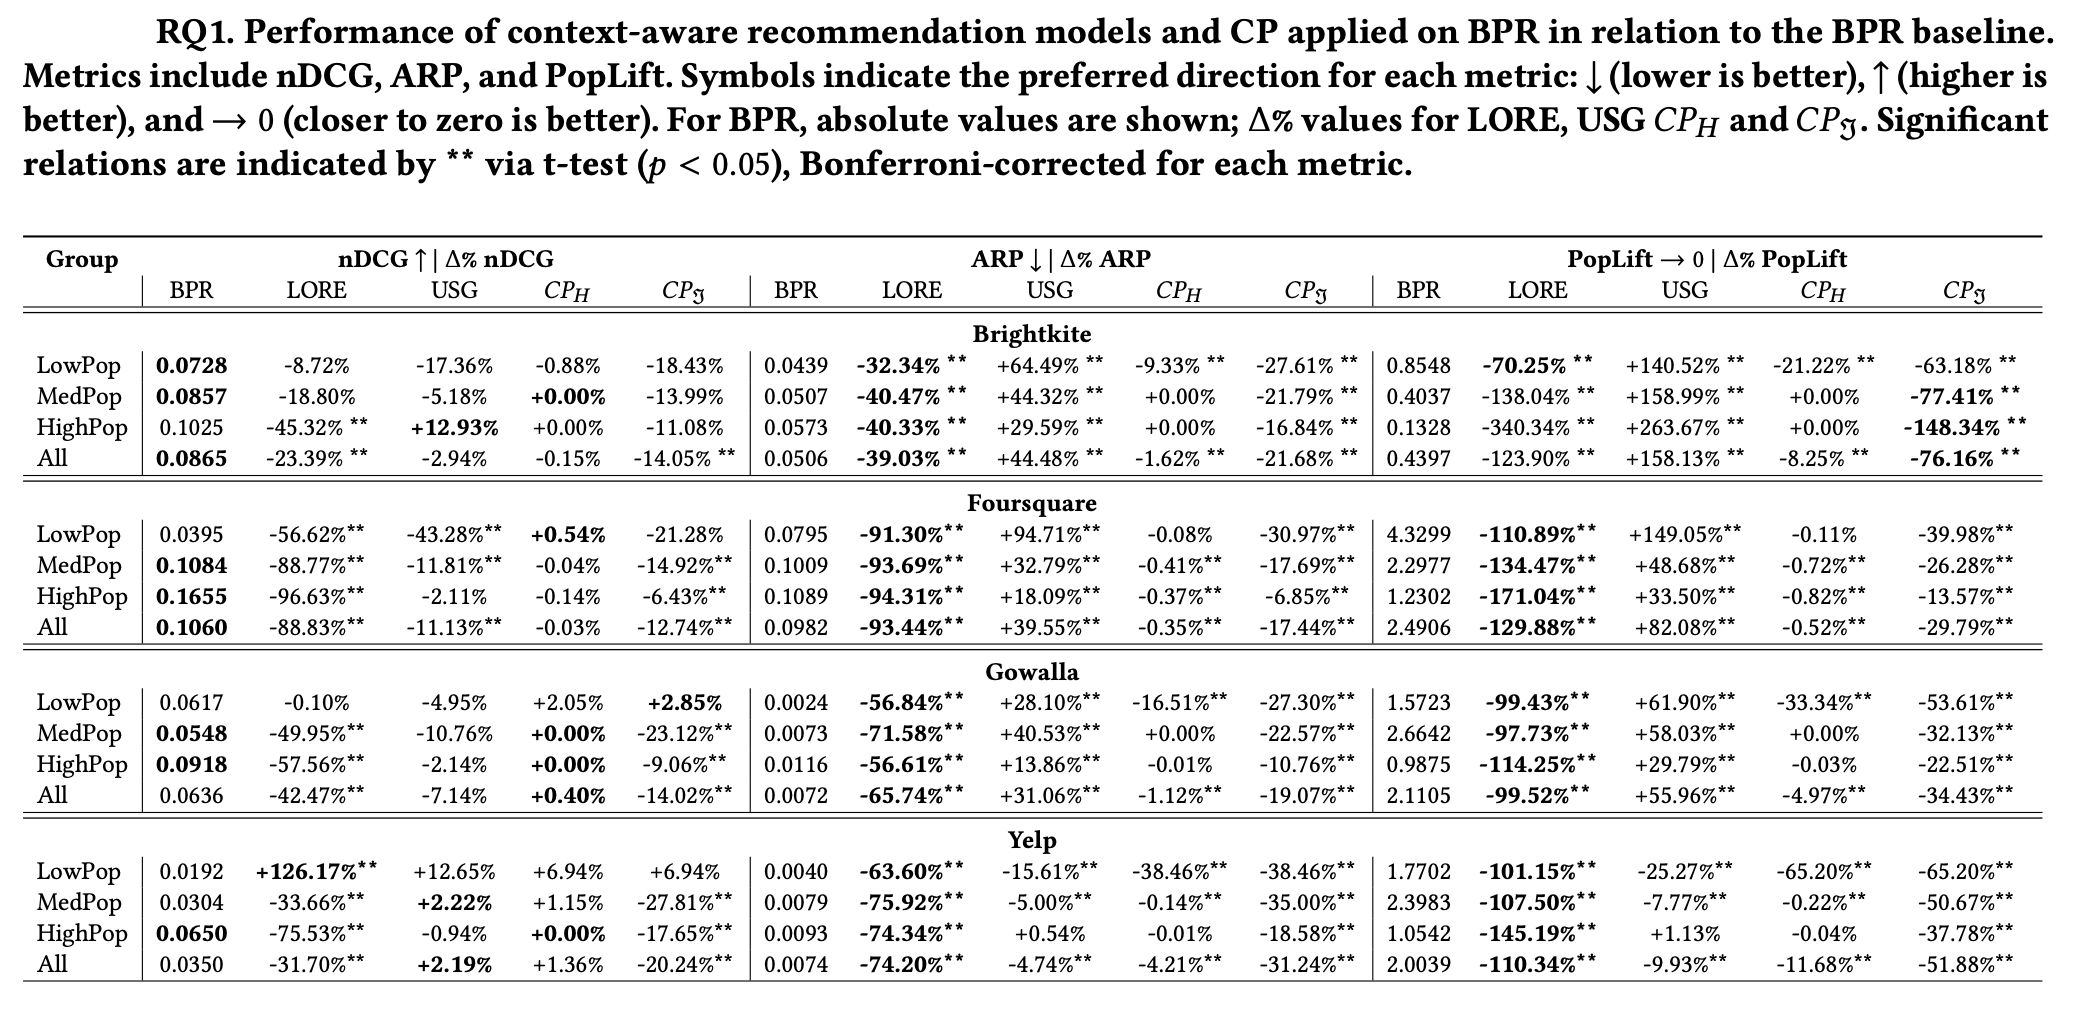 RQ1. Performance of context-aware recommendation models and CP applied on BPR in relation to the BPR baseline.
Metrics include nDCG, ARP, and PopLift. Symbols indicate the preferred direction for each metric: ↓ (lower is better), ↑ (higher is
better), and → 0 (closer to zero is better). For BPR, absolute values are shown; Δ% values for LORE, USG CP_H and CP_ℑ. Significant
relations are indicated by ** via t-test (p < 0.05), Bonferroni-corrected for each metric.
Group nDCG ↑ | Δ% nDCG ARP ↓ | Δ% ARP PopLift → 0 | Δ% PopLift
BPR LORE USG CP_H CP_ℑ BPR LORE USG CP_H CP_ℑ BPR LORE USG CP_H CP_ℑ
Brightkite
LowPop 0.0728 -8.72% -17.36% -0.88% -18.43% 0.0439 -32.34% ** +64.49% ** -9.33% ** -27.61% ** 0.8548 -70.25% ** +140.52% ** -21.22% ** -63.18% **
MedPop 0.0857 -18.80% -5.18% +0.00% -13.99% 0.0507 -40.47% ** +44.32% ** +0.00% -21.79% ** 0.4037 -138.04% ** +158.99% ** +0.00% -77.41% **
HighPop 0.1025 -45.32% ** +12.93% +0.00% -11.08% 0.0573 -40.33% ** +29.59% ** +0.00% -16.84% ** 0.1328 -340.34% ** +263.67% ** +0.00% -148.34% **
All 0.0865 -23.39% ** -2.94% -0.15% -14.05% ** 0.0506 -39.03% ** +44.48% ** -1.62% ** -21.68% ** 0.4397 -123.90% ** +158.13% ** -8.25% ** -76.16% **
Foursquare
LowPop 0.0395 -56.62%** -43.28%** +0.54% -21.28% 0.0795 -91.30%** +94.71%** -0.08% -30.97%** 4.3299 -110.89%** +149.05%** -0.11% -39.98%**
MedPop 0.1084 -88.77%** -11.81%** -0.04% -14.92%** 0.1009 -93.69%** +32.79%** -0.41%** -17.69%** 2.2977 -134.47%** +48.68%** -0.72%** -26.28%**
HighPop 0.1655 -96.63%** -2.11% -0.14% -6.43%** 0.1089 -94.31%** +18.09%** -0.37%** -6.85%** 1.2302 -171.04%** +33.50%** -0.82%** -13.57%**
All 0.1060 -88.83%** -11.13%** -0.03% -12.74%** 0.0982 -93.44%** +39.55%** -0.35%** -17.44%** 2.4906 -129.88%** +82.08%** -0.52%** -29.79%**
Gowalla
LowPop 0.0617 -0.10% -4.95% +2.05% +2.85% 0.0024 -56.84%** +28.10%** -16.51%** -27.30%** 1.5723 -99.43%** +61.90%** -33.34%** -53.61%**
MedPop 0.0548 -49.95%** -10.76% +0.00% -23.12%** 0.0073 -71.58%** +40.53%** +0.00% -22.57%** 2.6642 -97.73%** +58.03%** +0.00% -32.13%**
HighPop 0.0918 -57.56%** -2.14% +0.00% -9.06%** 0.0116 -56.61%** +13.86%** -0.01% -10.76%** 0.9875 -114.25%** +29.79%** -0.03% -22.51%**
All 0.0636 -42.47%** -7.14% +0.40% -14.02%** 0.0072 -65.74%** +31.06%** -1.12%** -19.07%** 2.1105 -99.52%** +55.96%** -4.97%** -34.43%**
Yelp
LowPop 0.0192 +126.17%** +12.65% +6.94% +6.94% 0.0040 -63.60%** -15.61%** -38.46%** -38.46%** 1.7702 -101.15%** -25.27%** -65.20%** -65.20%**
MedPop 0.0304 -33.66%** +2.22% +1.15% -27.81%** 0.0079 -75.92%** -5.00%** -0.14%** -35.00%** 2.3983 -107.50%** -7.77%** -0.22%** -50.67%**
HighPop 0.0650 -75.53%** -0.94% +0.00% -17.65%** 0.0093 -74.34%** +0.54% -0.01% -18.58%** 1.0542 -145.19%** +1.13% -0.04% -37.78%**
All 0.0350 -31.70%** +2.19% +1.36% -20.24%** 0.0074 -74.20%** -4.74%** -4.21%** -31.24%** 2.0039 -110.34%** -9.93%** -11.68%** -51.88%**